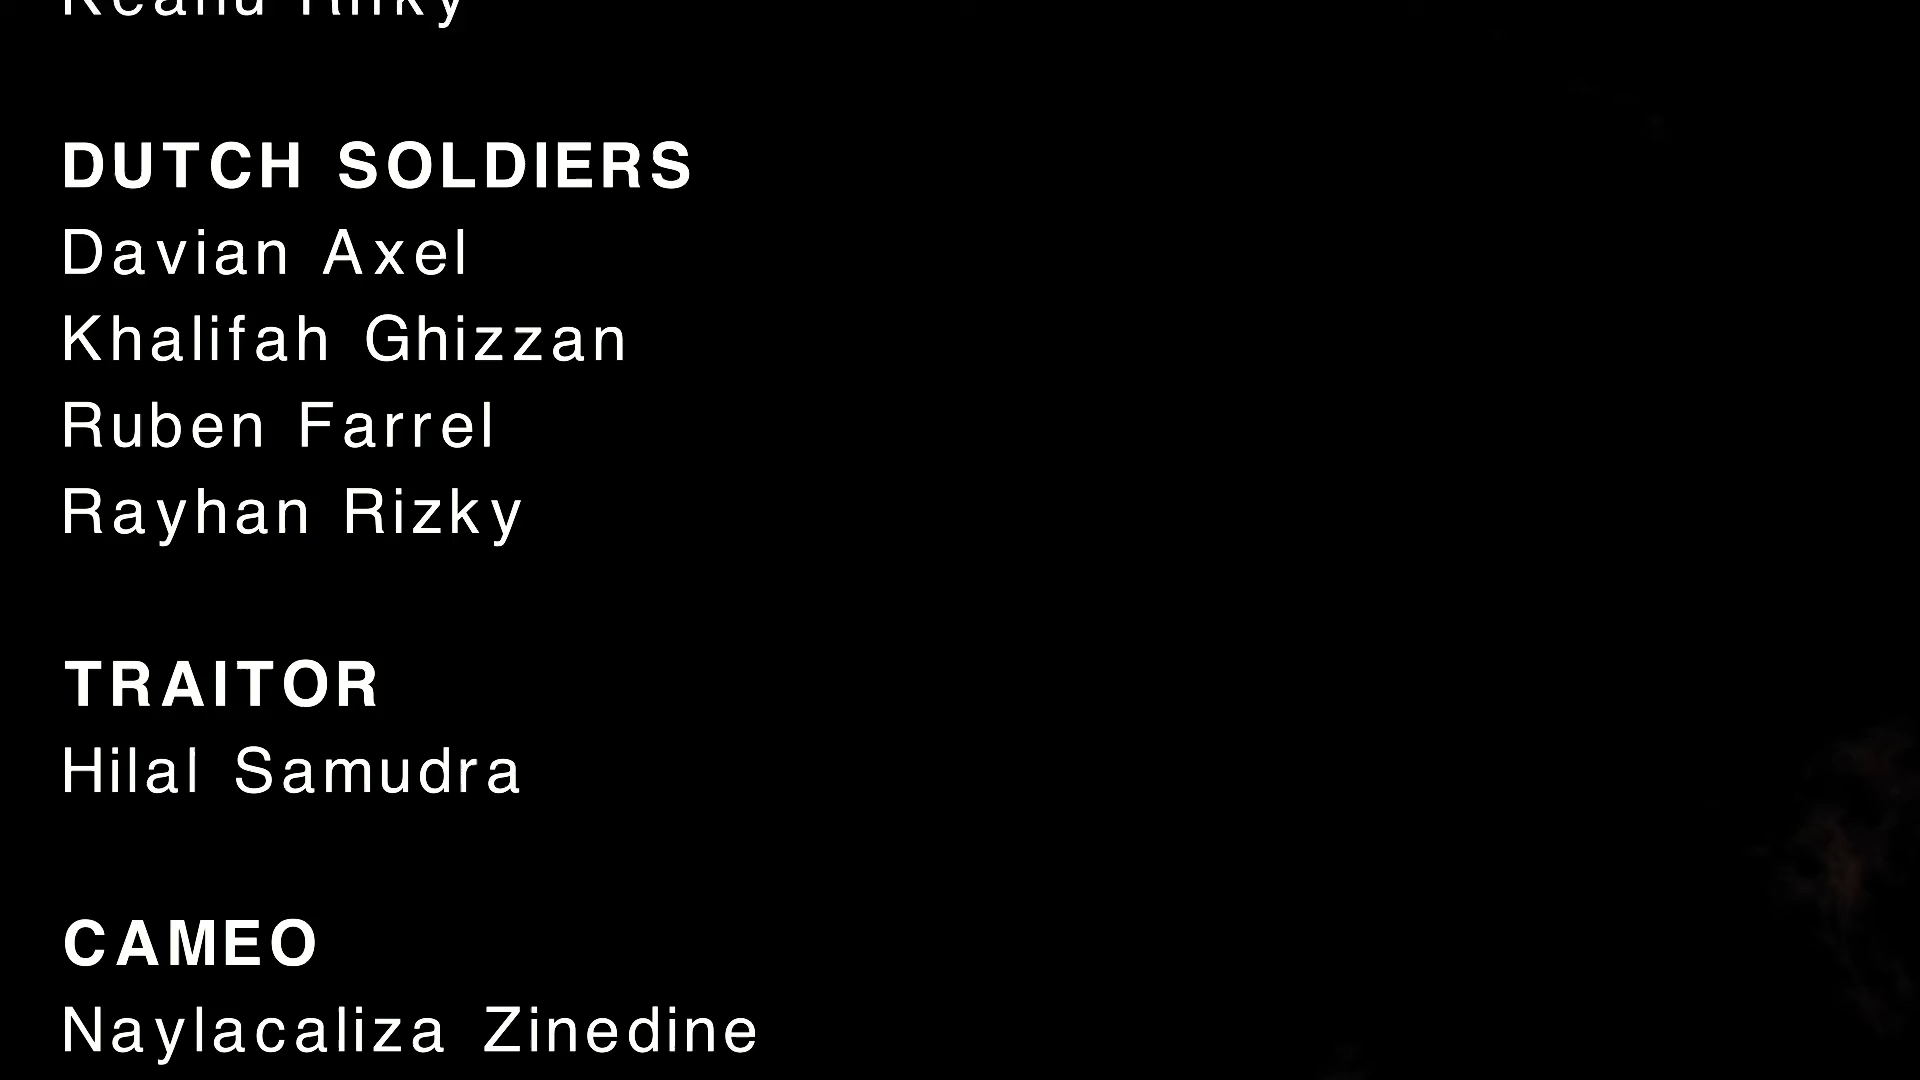 DUTCH SOLDIERS
Davian Axel
Khalifah Ghizzan
Ruben Farrel
Rayhan Rizky
TRAITOR
Hilal Samudra
CAMEO
Naylacaliza Zinedine